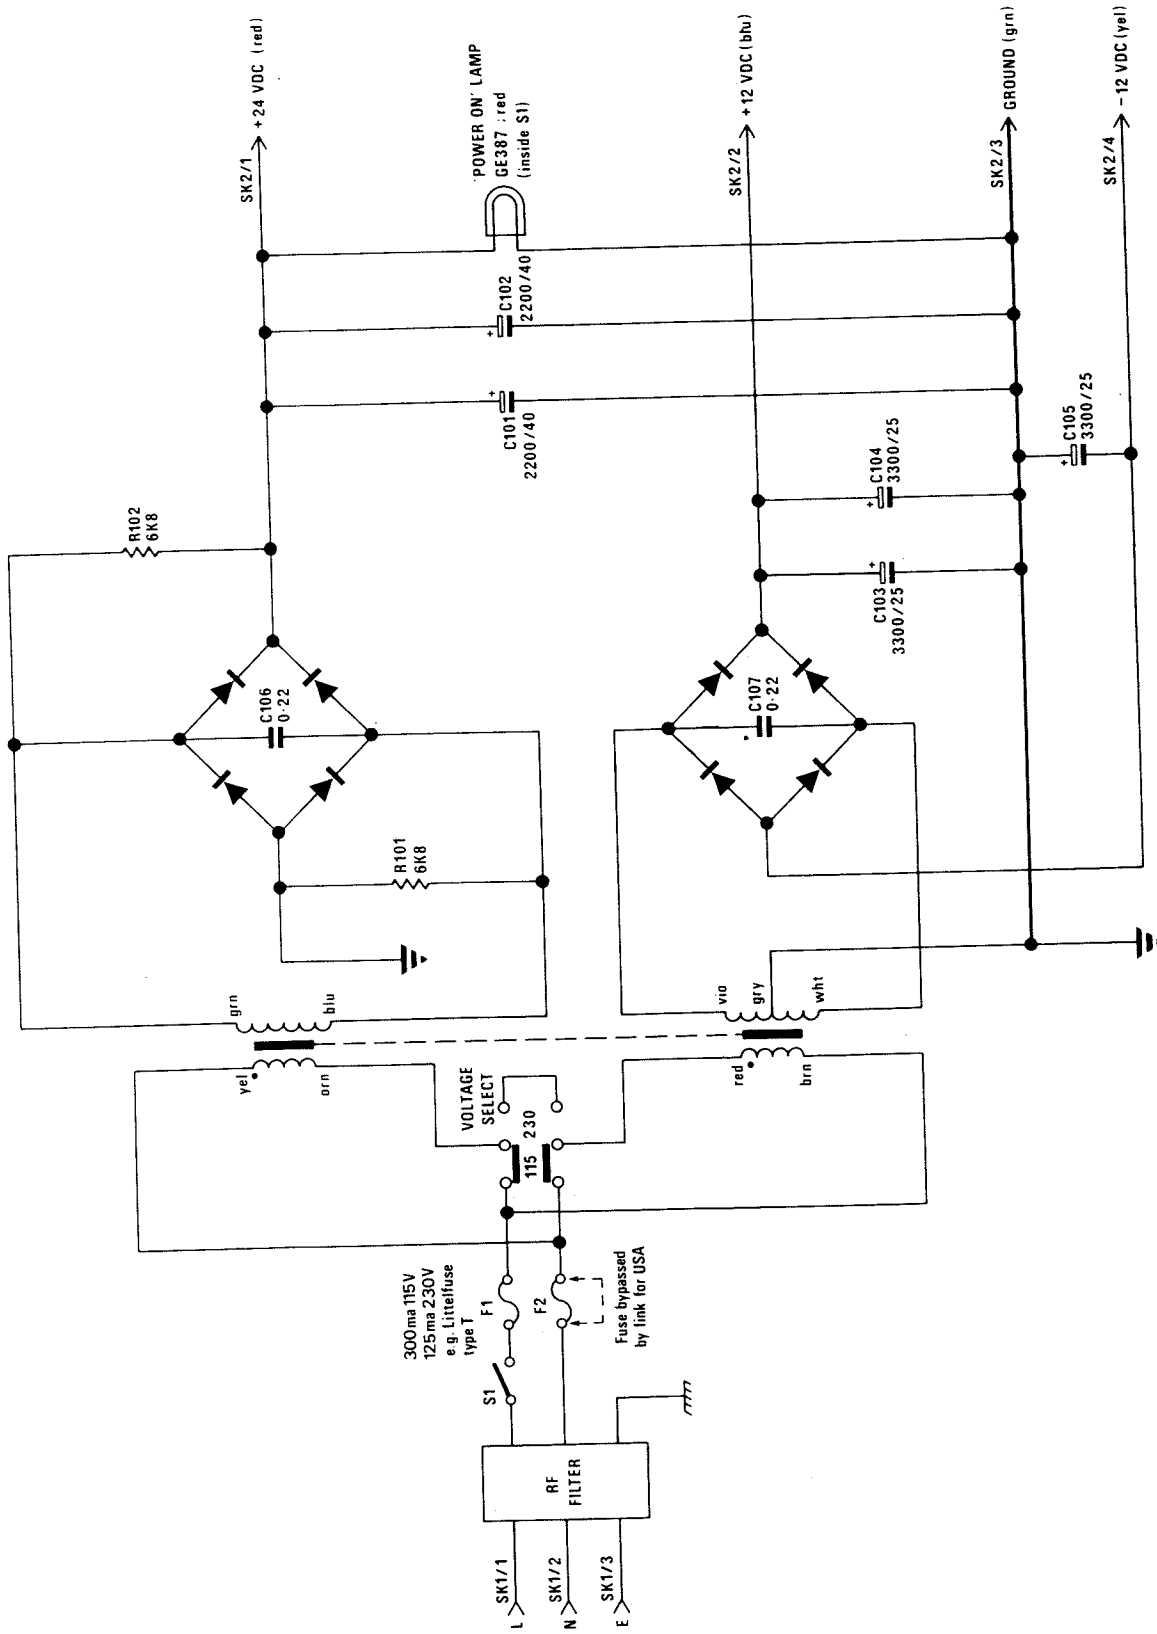 SK1/1
L
SK1/2
N
SK1/3
E
RF
FILTER
S1
300ma 115V
125ma 230V
e.g. Littelfuse
type T
F1
F2
Fuse bypassed
by link for USA
VOLTAGE
SELECT
115
230
yel
orn
grn
blu
red
brn
vio
gry
wht
R101
6K8
C106
0·22
R102
6K8
C107
0·22
C101
2200/40
+
C102
2200/40
+
C103
3300/25
+
C104
3300/25
+
C105
3300/25
+
'POWER ON' LAMP
GE387 ; red
(inside S1)
SK2/1
+24 VDC (red)
SK2/2
+12 VDC (blu)
SK2/3
GROUND (grn)
SK2/4
-12 VDC (yel)